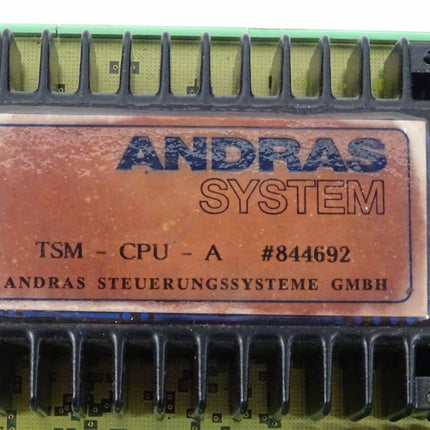 ANDRAS
SYSTEM
TSM - CPU - A #844692
ANDRAS STEUERUNGSSYSTEME GMBH